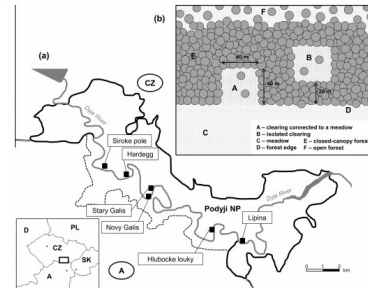 (a)
CZ
Dyje River
Siroke pole
Hardegg
Stary Galis
Novy Galis
Podyji NP
Dyje River
Lipina
Hlubocke louky
A
0 1 2
km
D
PL
CZ
SK
A
(b)
F
E
40 m
A
40 m
B
20 m
D
C
A – clearing connected to a meadow
B – isolated clearing
C – meadow E – closed-canopy forest
D – forest edge F – open forest